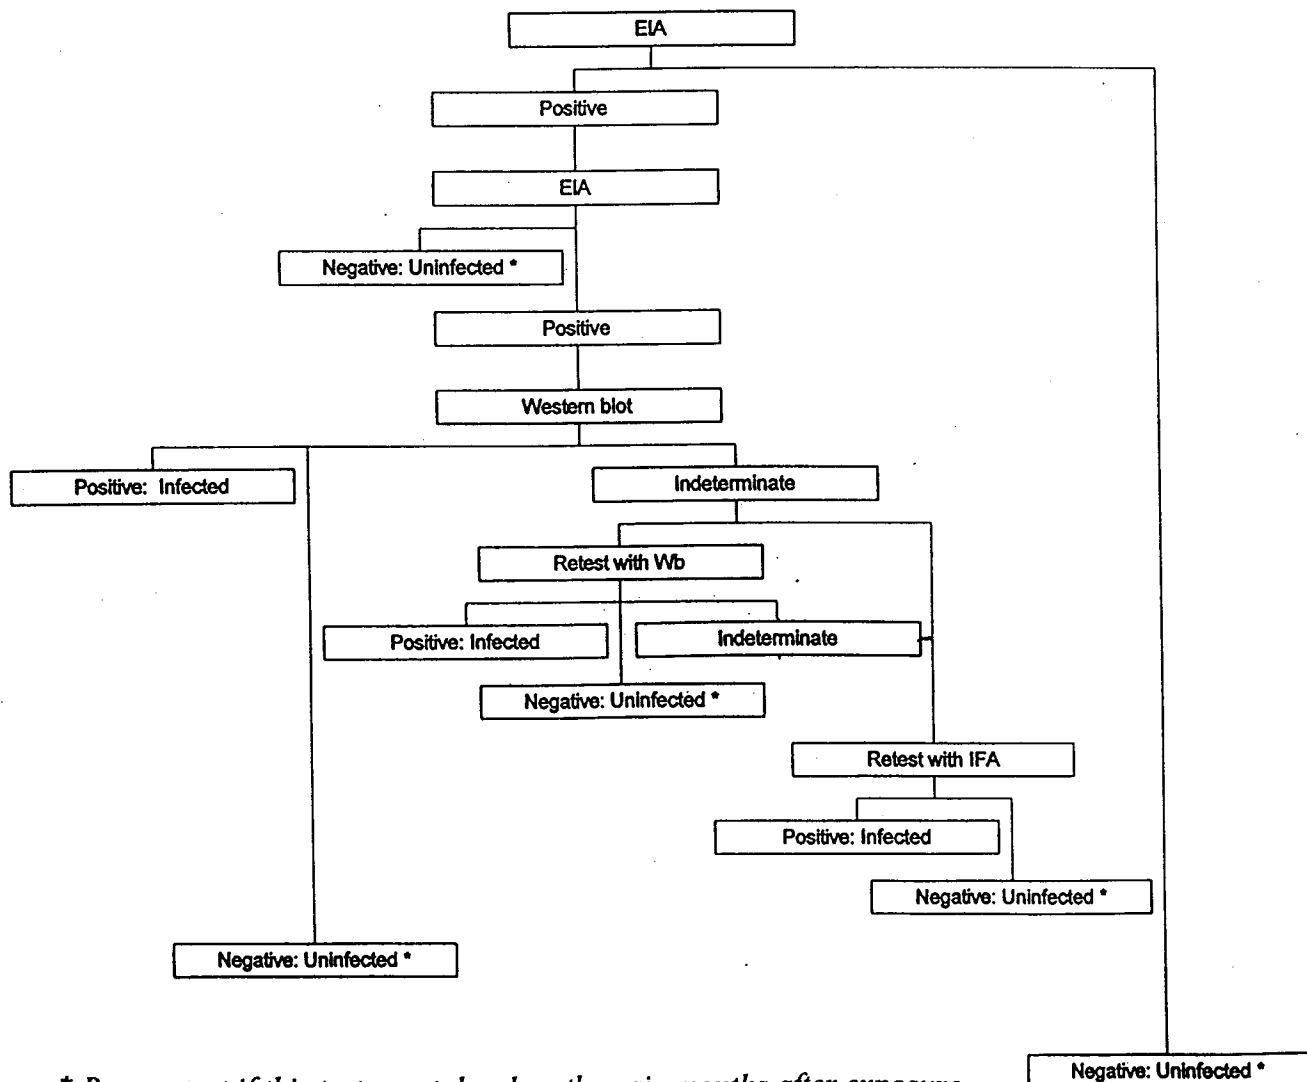 EIA
Positive
EIA
Negative: Uninfected *
Positive
Western blot
Positive: Infected
Indeterminate
Retest with Wb
Positive: Infected
Indeterminate
Negative: Uninfected *
Retest with IFA
Positive: Infected
Negative: Uninfected *
Negative: Uninfected *
Negative: Uninfected *